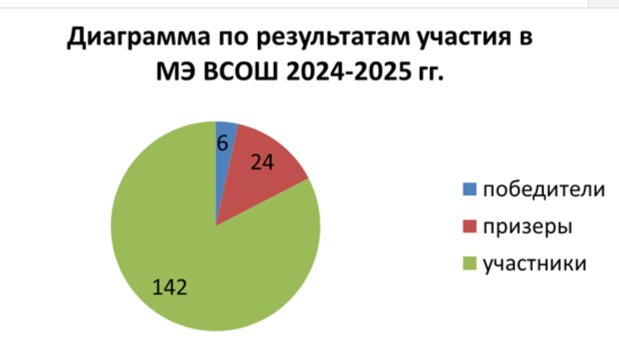 Диаграмма по результатам участия в
МЭ ВСОШ 2024-2025 гг.
6
24
142
победители
призеры
участники